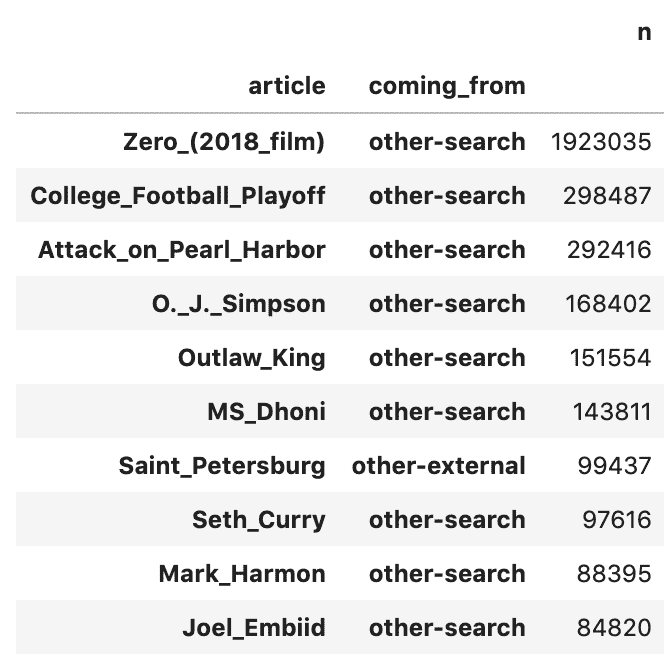 n
article coming_from
Zero_(2018_film) other-search 1923035
College_Football_Playoff other-search 298487
Attack_on_Pearl_Harbor other-search 292416
O._J._Simpson other-search 168402
Outlaw_King other-search 151554
MS_Dhoni other-search 143811
Saint_Petersburg other-external 99437
Seth_Curry other-search 97616
Mark_Harmon other-search 88395
Joel_Embiid other-search 84820